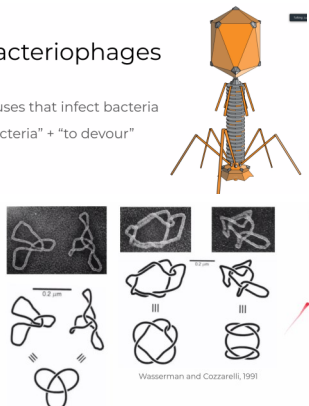 acteriophages
uses that infect bacteria
cteria” + “to devour”
0.2 μm
0.2 μm
Wasserman and Cozzarelli, 1991